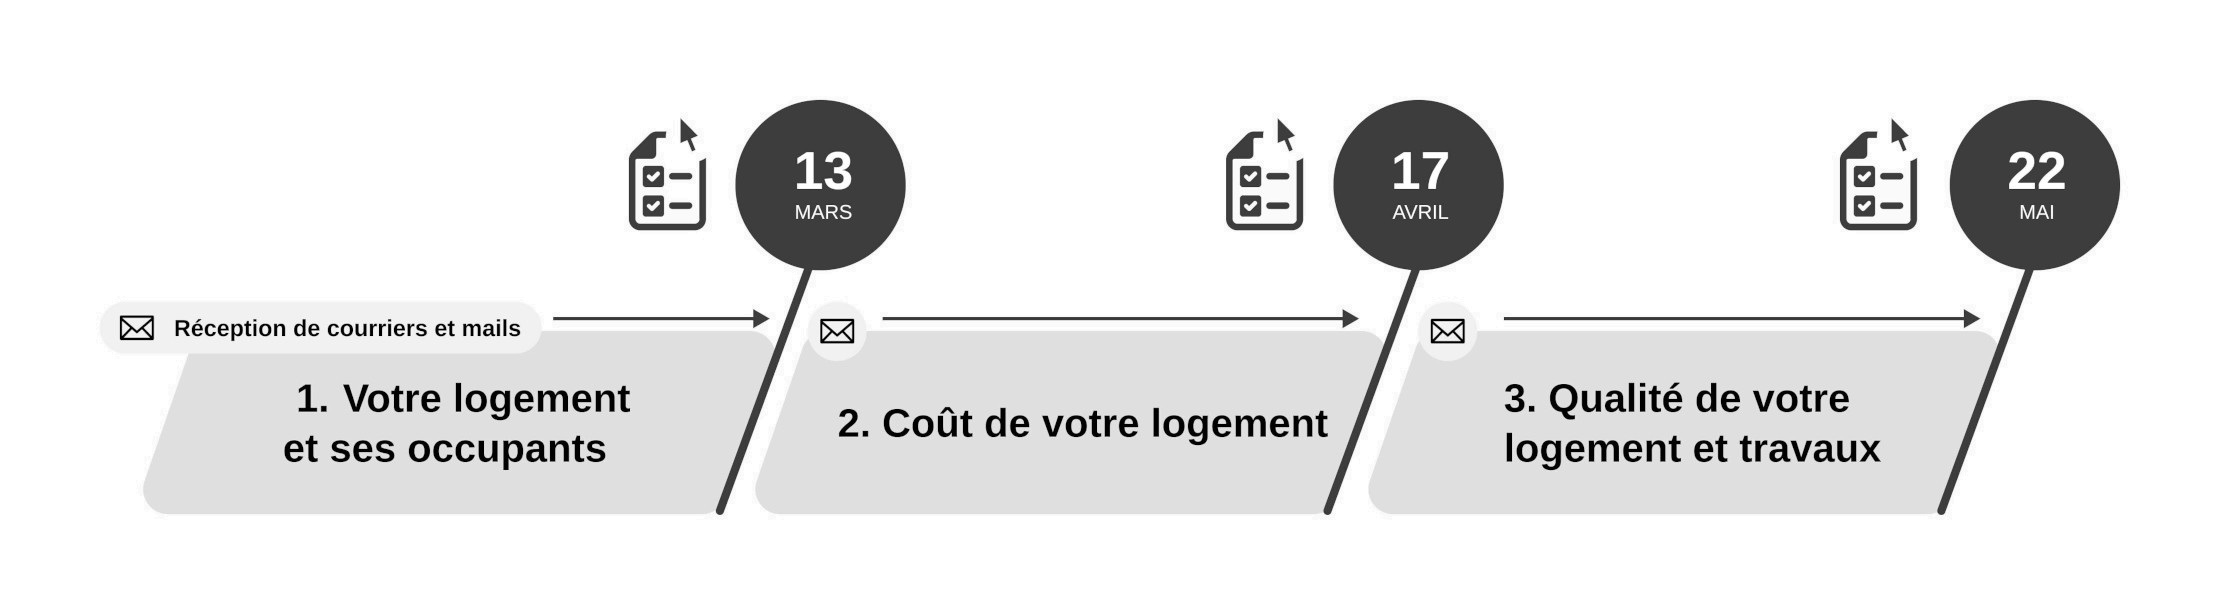 13
MARS
17
AVRIL
22
MAI
Réception de courriers et mails
1. Votre logement
et ses occupants
2. Coût de votre logement
3. Qualité de votre
logement et travaux